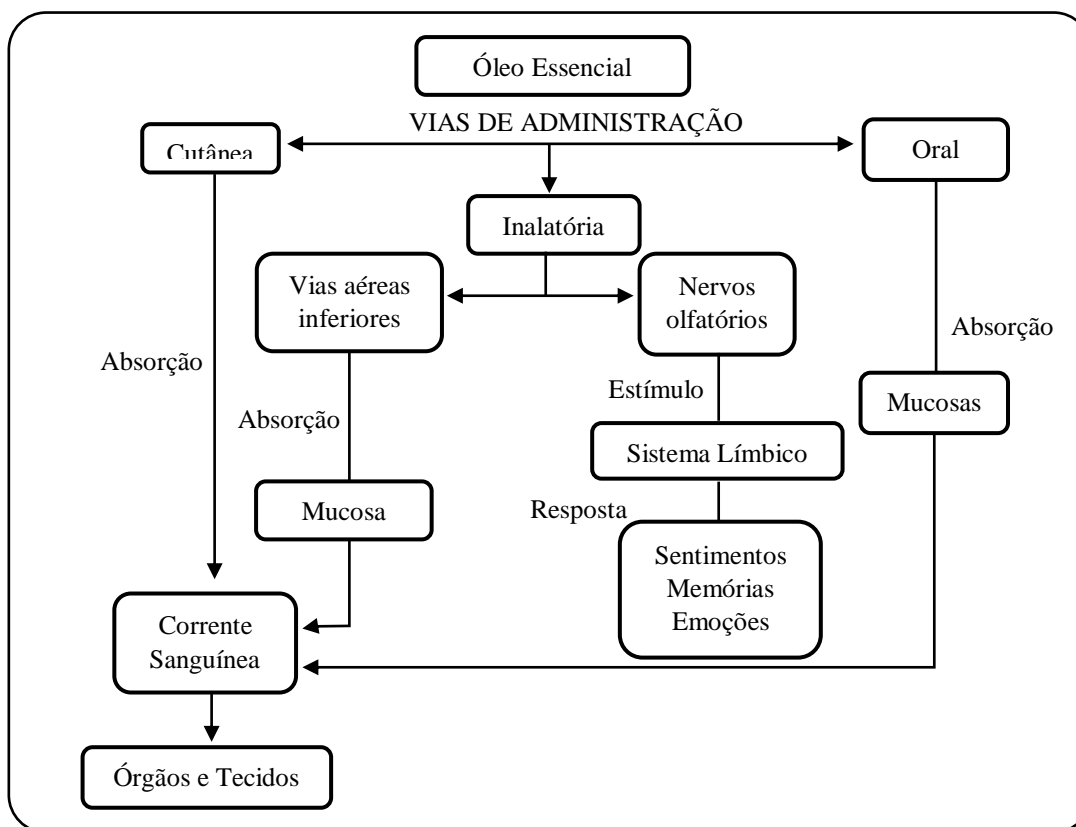 Óleo Essencial
VIAS DE ADMINISTRAÇÃO
Cutânea
Oral
Inalatória
Vias aéreas
inferiores
Nervos
olfatórios
Absorção
Absorção
Estímulo
Absorção
Mucosas
Sistema Límbico
Mucosa
Resposta
Sentimentos
Memórias
Emoções
Corrente
Sanguínea
Órgãos e Tecidos